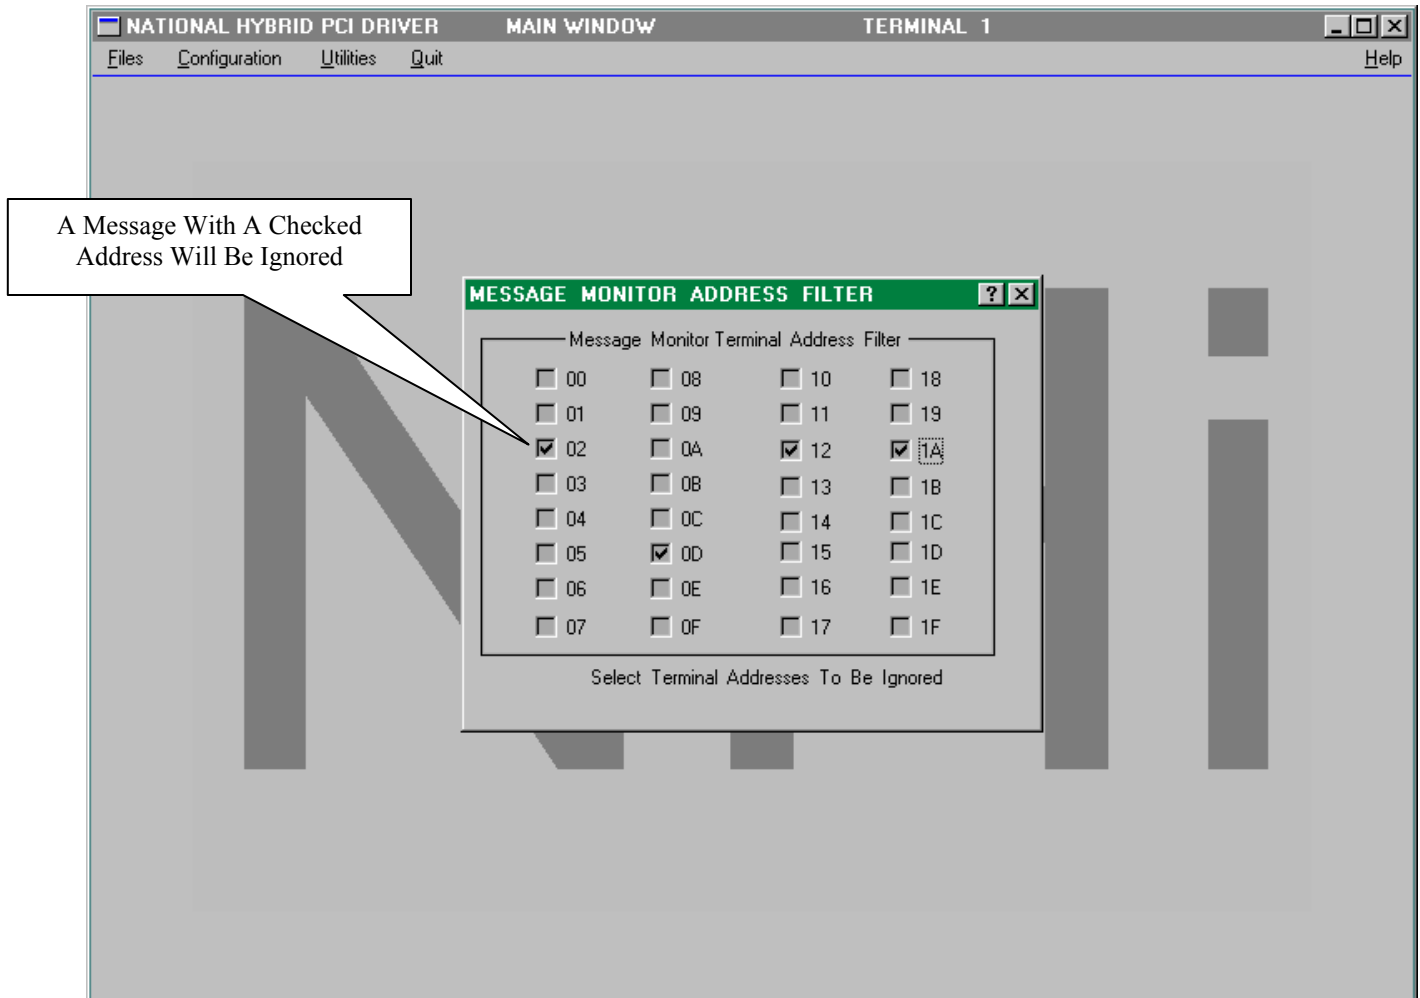 NATIONAL HYBRID PCI DRIVER MAIN WINDOW TERMINAL 1
Files Configuration Utilities Quit Help
A Message With A Checked
Address Will Be Ignored
MESSAGE MONITOR ADDRESS FILTER
Message Monitor Terminal Address Filter
00 08 10 18
01 09 11 19
02 0A 12 1A
03 0B 13 1B
04 0C 14 1C
05 0D 15 1D
06 0E 16 1E
07 0F 17 1F
Select Terminal Addresses To Be Ignored